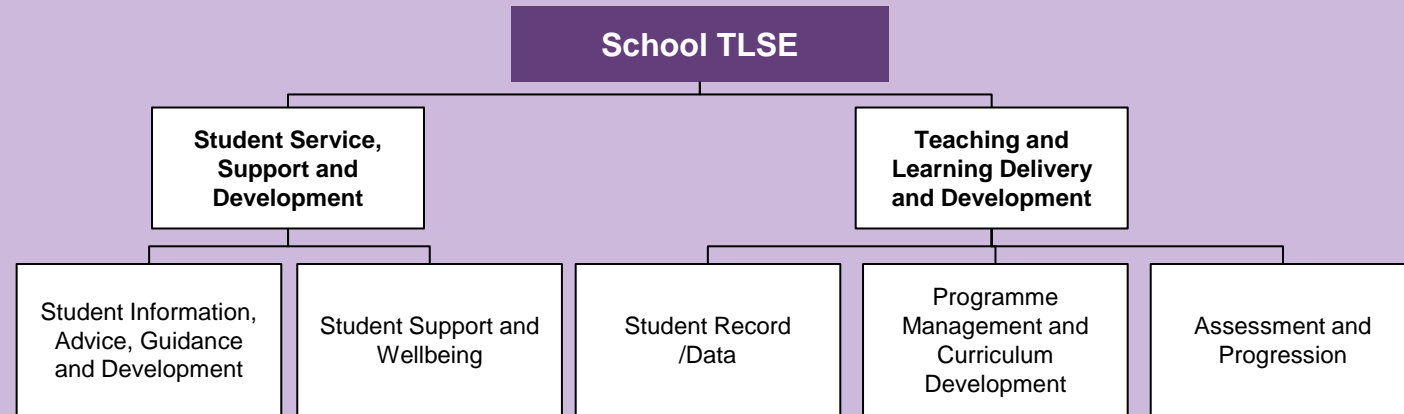 School TLSE
Student Service,
Support and
Development
Teaching and
Learning Delivery
and Development
Student Information,
Advice, Guidance
and Development
Student Support and
Wellbeing
Student Record
/Data
Programme
Management and
Curriculum
Development
Assessment and
Progression